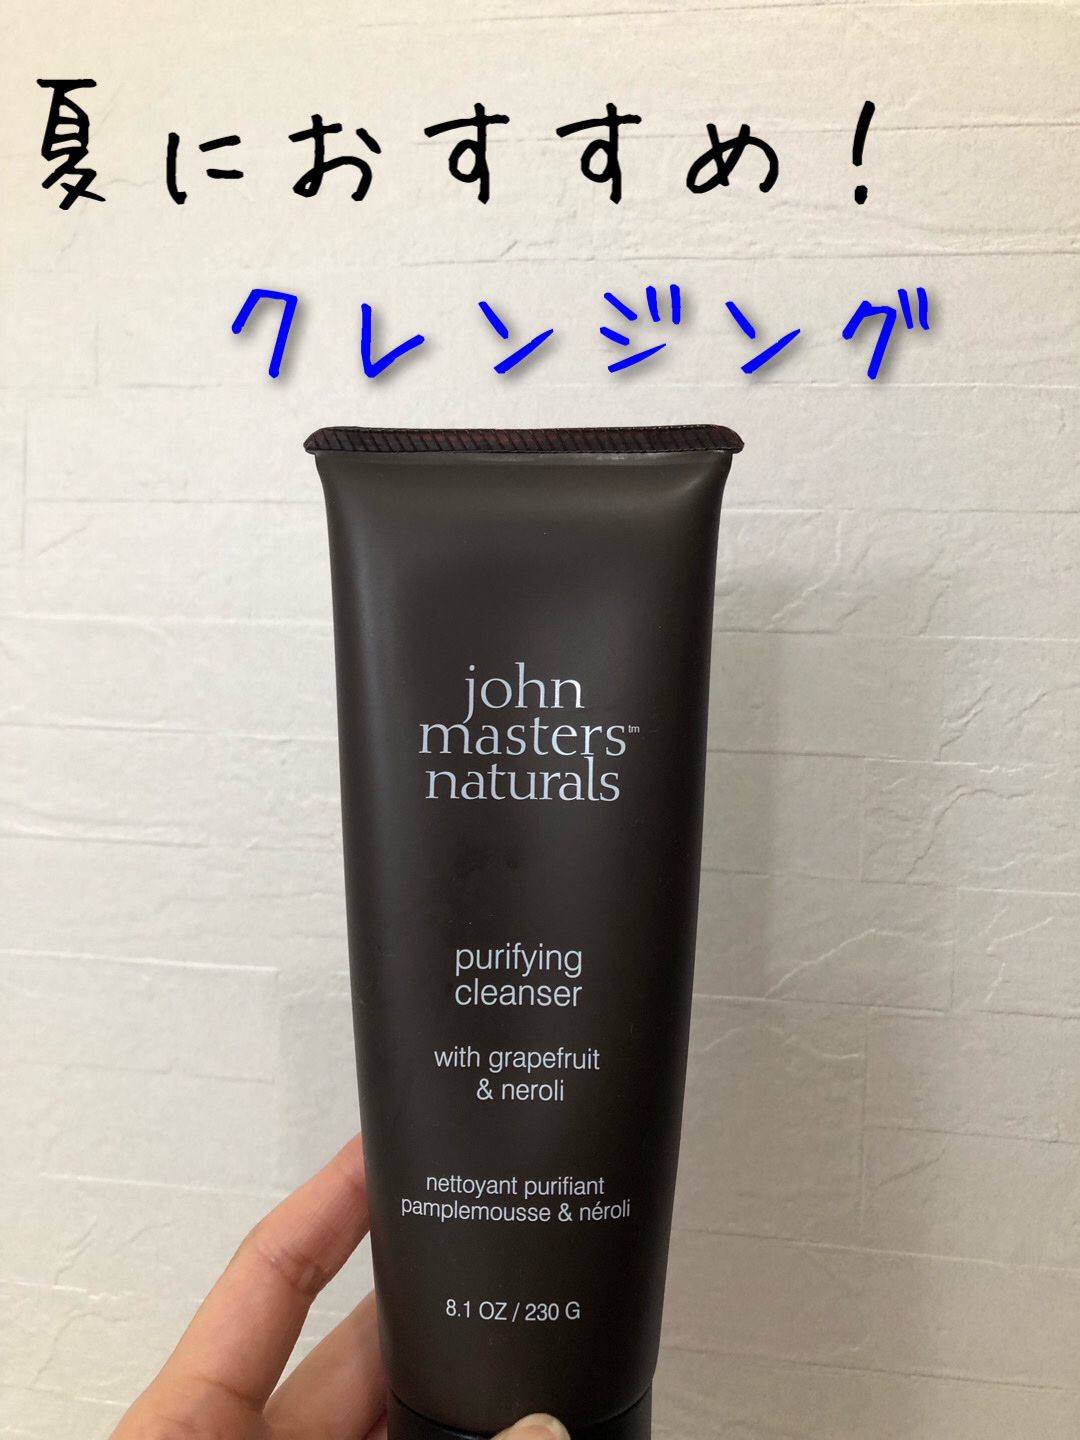 夏におすすめ！
クレンジング
john
masters™
naturals
purifying
cleanser
with grapefruit
& neroli
nettoyant purifiant
pamplemousse & néroli
8.1 OZ / 230 G